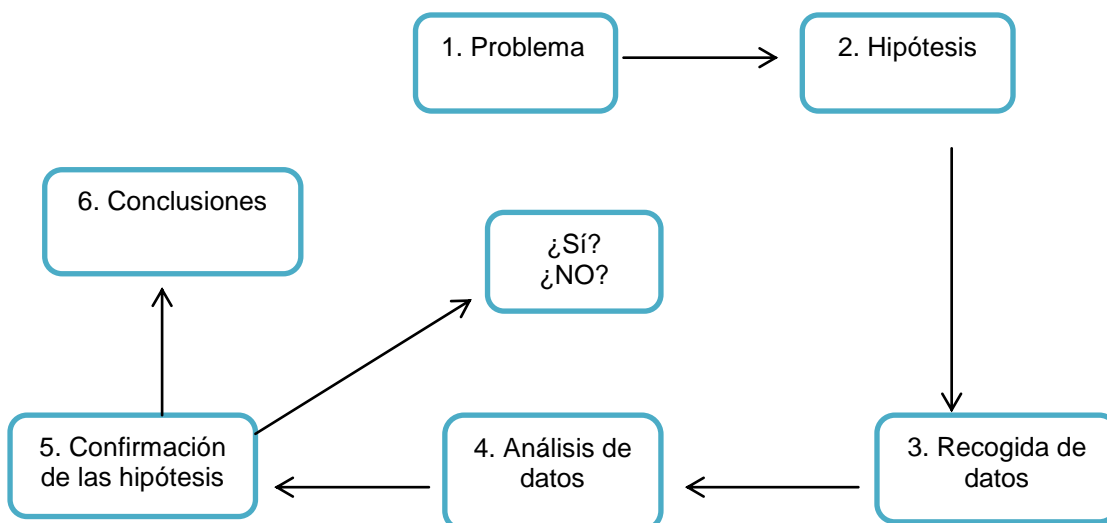 1. Problema
2. Hipótesis
6. Conclusiones
¿Sí?
¿NO?
5. Confirmación
de las hipótesis
4. Análisis de
datos
3. Recogida de
datos